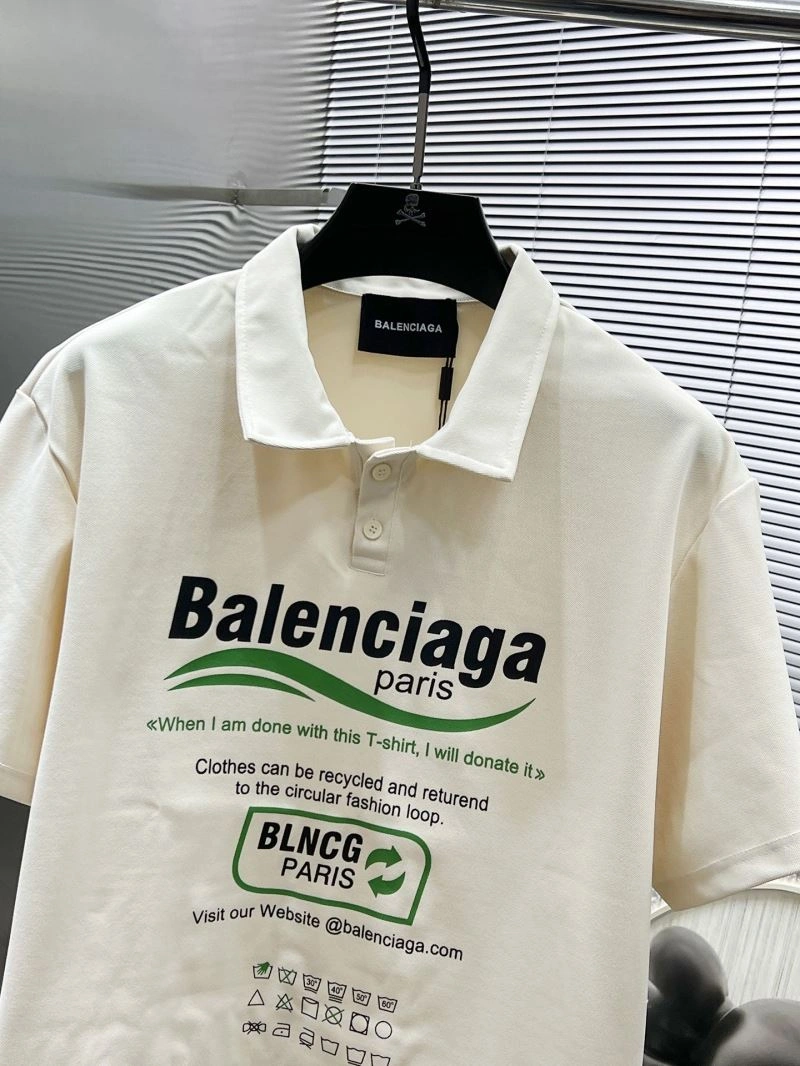 BALENCIAGA
Balenciaga
paris
«When I am done with this T-shirt, I will donate it»
Clothes can be recycled and returend
to the circular fashion loop.
BLNCG
PARIS
Visit our Website @balenciaga.com
30° 40° 50° 60°